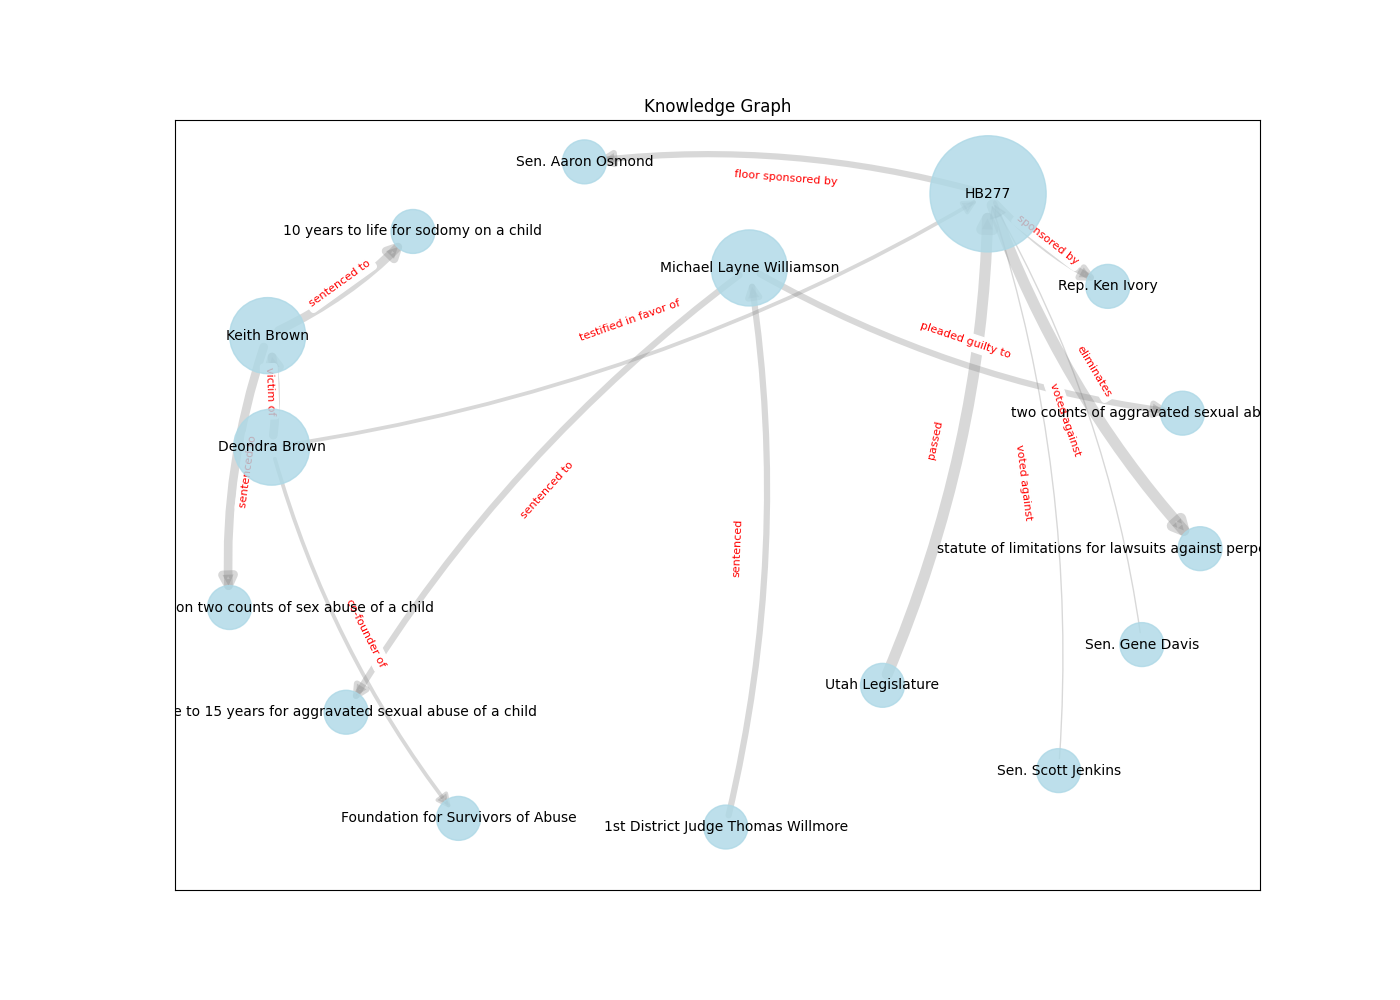 Knowledge Graph
Sen. Aaron Osmond
floor sponsored by
HB277
10 years to life for sodomy on a child
sponsored by
sentenced to
Michael Layne Williamson
Rep. Ken Ivory
testified in favor of
Keith Brown
pleaded guilty to
eliminates
victim of
two counts of aggravated sexual ab
voted against
Deondra Brown
passed
sentenced
sentenced to
voted against
sentenced
statute of limitations for lawsuits against perpe
on two counts of sex abuse of a child
co-founder of
Sen. Gene Davis
Utah Legislature
e to 15 years for aggravated sexual abuse of a child
Sen. Scott Jenkins
Foundation for Survivors of Abuse
1st District Judge Thomas Willmore